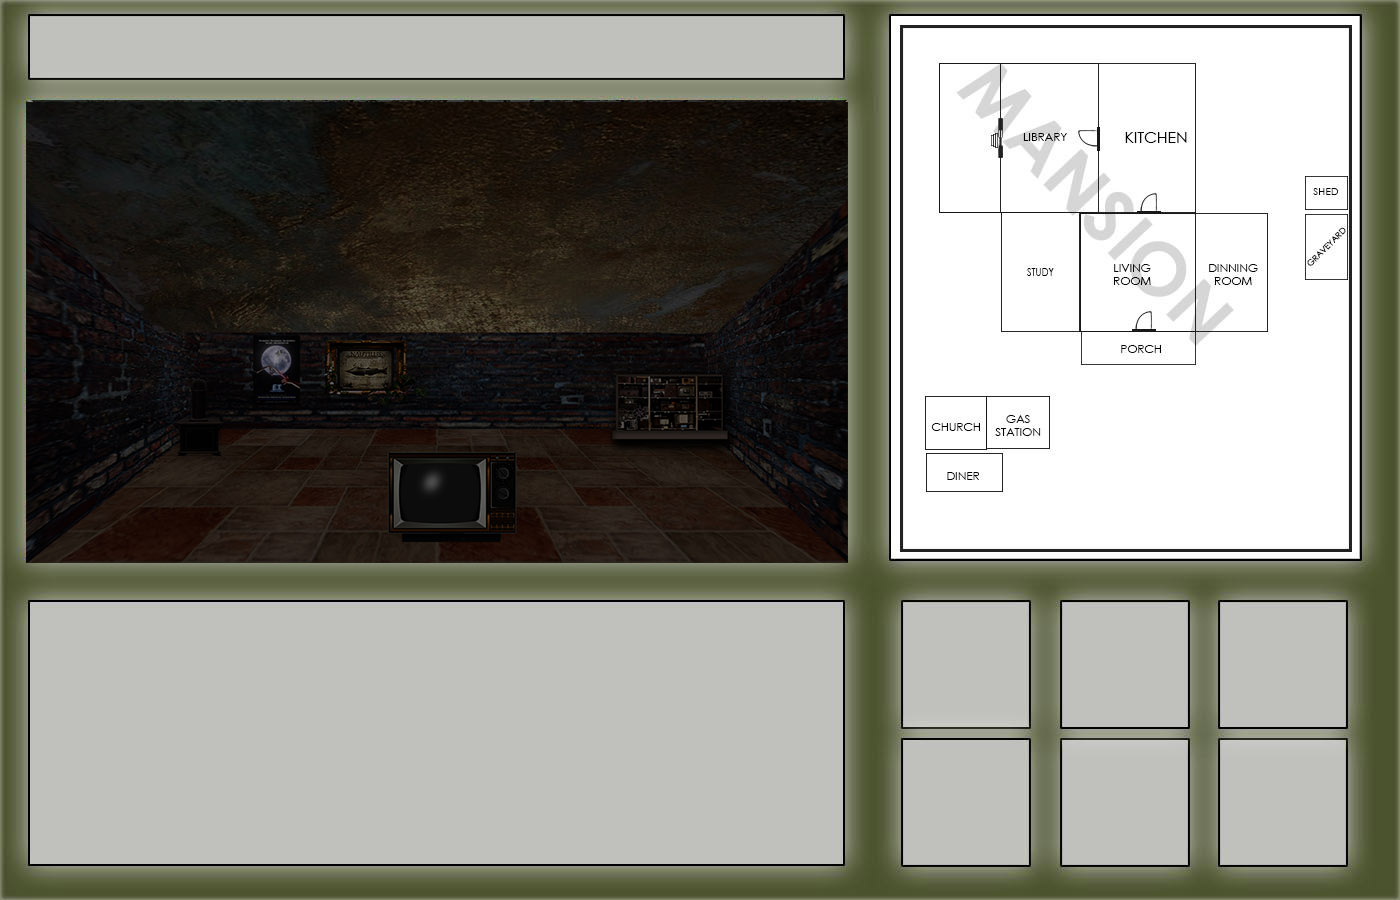 MANSION
LIBRARY
KITCHEN
SHED
GRAVEYARD
STUDY
LIVING
ROOM
DINNING
ROOM
PORCH
CHURCH
GAS
STATION
DINER